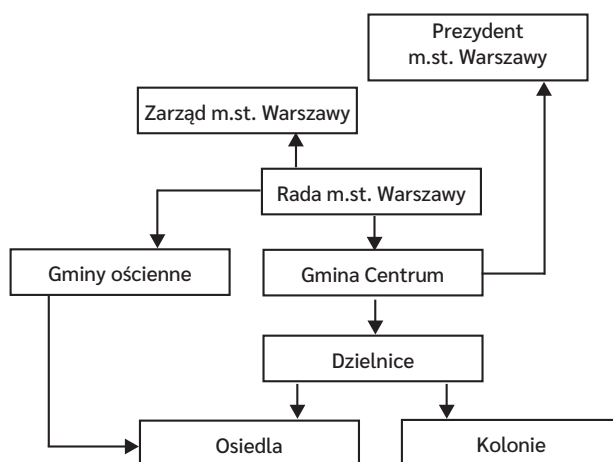 Prezydent
m.st. Warszawy
Zarząd m.st. Warszawy
Rada m.st. Warszawy
Gminy ościenne
Gmina Centrum
Dzielnice
Osiedla
Kolonie